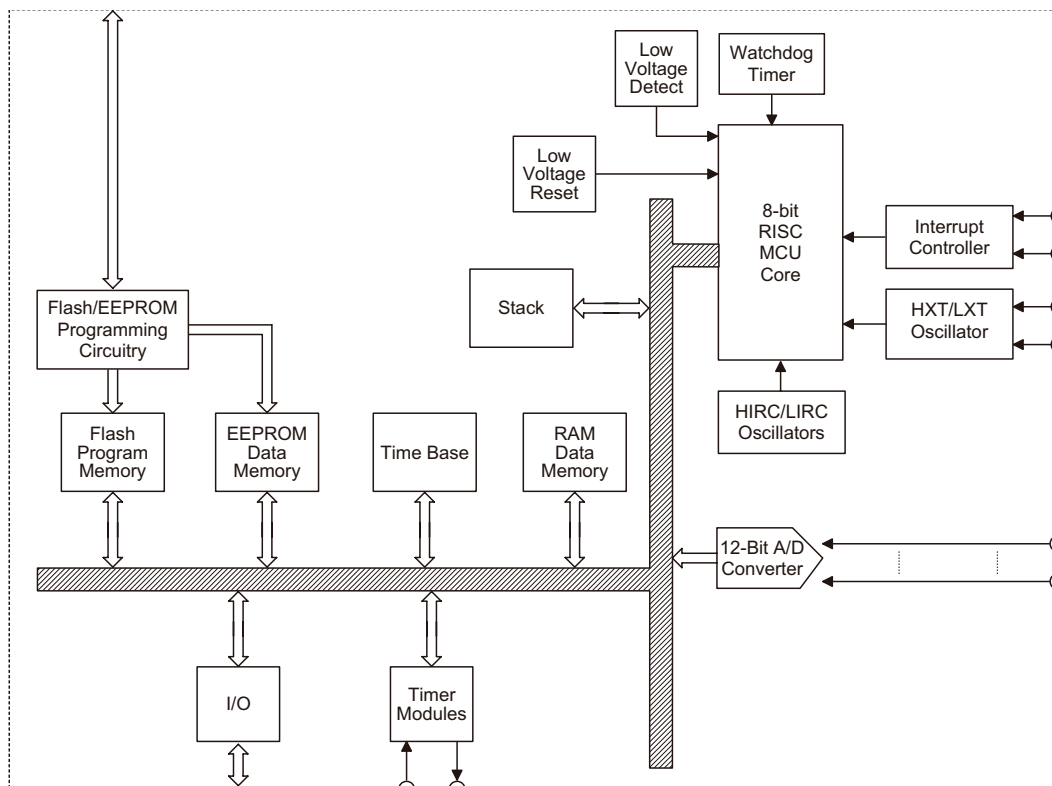 Low
Voltage
Detect
Watchdog
Timer
Low
Voltage
Reset
8-bit
RISC
MCU
Core
Interrupt
Controller
Stack
HXT/LXT
Oscillator
Flash/EEPROM
Programming
Circuitry
HIRC/LIRC
Oscillators
Flash
Program
Memory
EEPROM
Data
Memory
Time Base
RAM
Data
Memory
12-Bit A/D
Converter
I/O
Timer
Modules